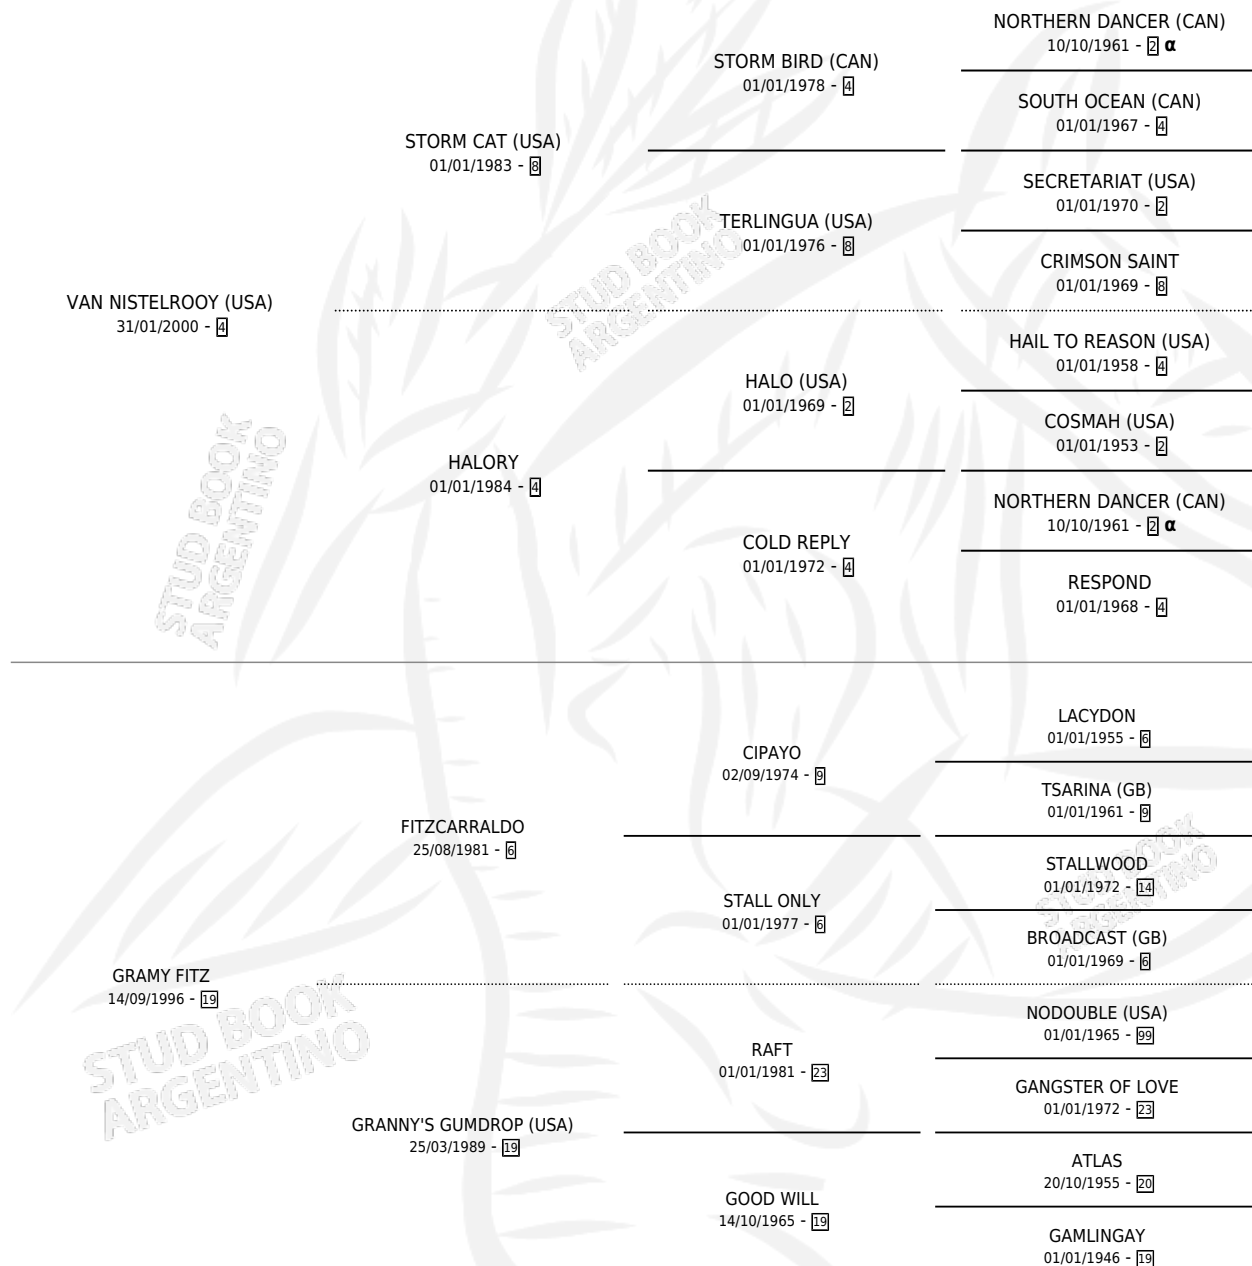 NORTHERN DANCER (CAN)
10/10/1961 - 2 α
STORM BIRD (CAN)
01/01/1978 - 4
SOUTH OCEAN (CAN)
01/01/1967 - 4
STORM CAT (USA)
01/01/1983 - 8
SECRETARIAT (USA)
01/01/1970 - 2
TERLINGUA (USA)
01/01/1976 - 8
CRIMSON SAINT
01/01/1969 - 8
VAN NISTELROOY (USA)
31/01/2000 - 4
HAIL TO REASON (USA)
01/01/1958 - 4
HALO (USA)
01/01/1969 - 2
COSMAH (USA)
01/01/1953 - 2
HALORY
01/01/1984 - 4
NORTHERN DANCER (CAN)
10/10/1961 - 2 α
COLD REPLY
01/01/1972 - 4
RESPOND
01/01/1968 - 4
LACYDON
01/01/1955 - 6
CIPAYO
02/09/1974 - 9
TSARINA (GB)
01/01/1961 - 9
FITZCARRALDO
25/08/1981 - 6
STALLWOOD
01/01/1972 - 14
STALL ONLY
01/01/1977 - 6
BROADCAST (GB)
01/01/1969 - 6
GRAMY FITZ
14/09/1996 - 19
NODOUBLE (USA)
01/01/1965 - 99
RAFT
01/01/1981 - 23
GANGSTER OF LOVE
01/01/1972 - 23
GRANNY'S GUMDROP (USA)
25/03/1989 - 19
ATLAS
20/10/1955 - 20
GOOD WILL
14/10/1965 - 19
GAMLINGAY
01/01/1946 - 19
STUD BOOK
ARGENTINO
STUD BOOK
ARGENTINO
STUD BOOK
ARGENTINO
STUD BOOK
ARGENTINO